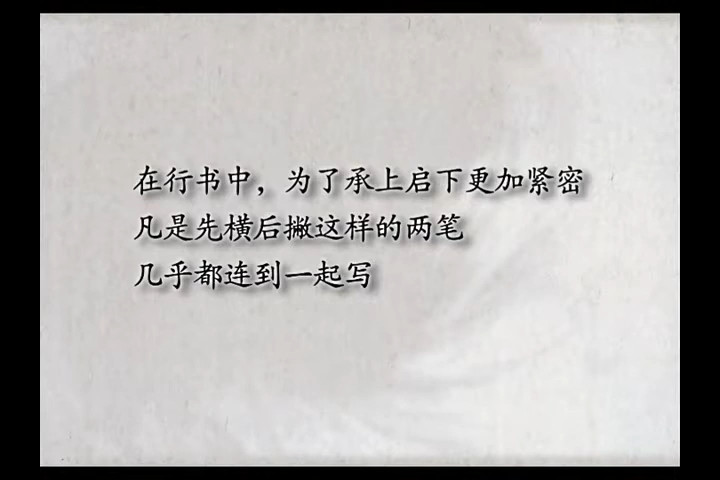 在行书中，为了承上启下更加紧密
凡是先横后撇这样的两笔
几乎都连到一起写